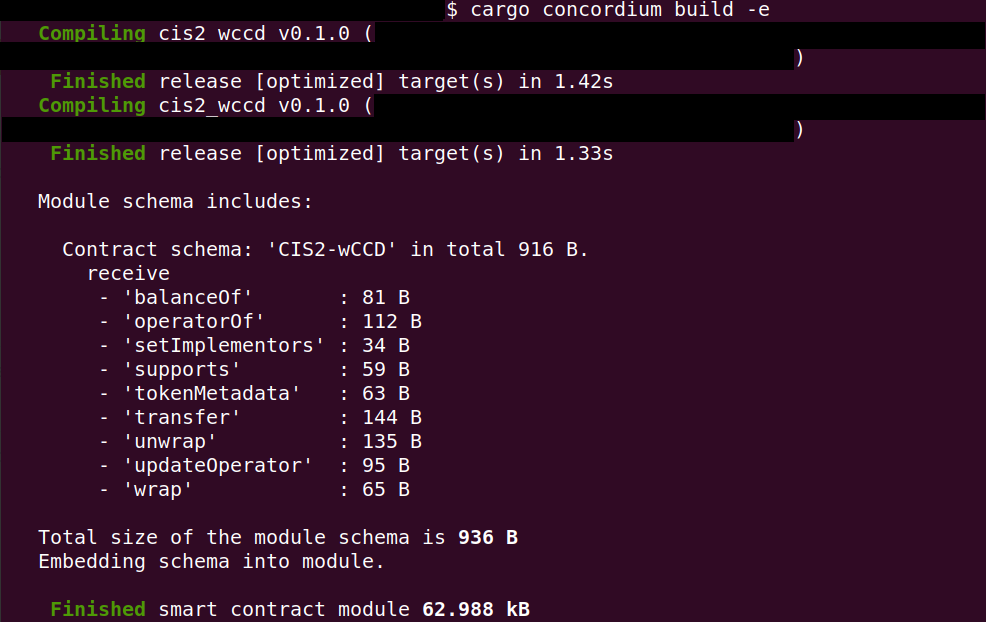 $ cargo concordium build -e
Compiling cis2_wccd v0.1.0 (
)
Finished release [optimized] target(s) in 1.42s
Compiling cis2_wccd v0.1.0 (
)
Finished release [optimized] target(s) in 1.33s
Module schema includes:
Contract schema: 'CIS2-wCCD' in total 916 B.
receive
- 'balanceOf' : 81 B
- 'operatorOf' : 112 B
- 'setImplementors' : 34 B
- 'supports' : 59 B
- 'tokenMetadata' : 63 B
- 'transfer' : 144 B
- 'unwrap' : 135 B
- 'updateOperator' : 95 B
- 'wrap' : 65 B
Total size of the module schema is 936 B
Embedding schema into module.
Finished smart contract module 62.988 kB